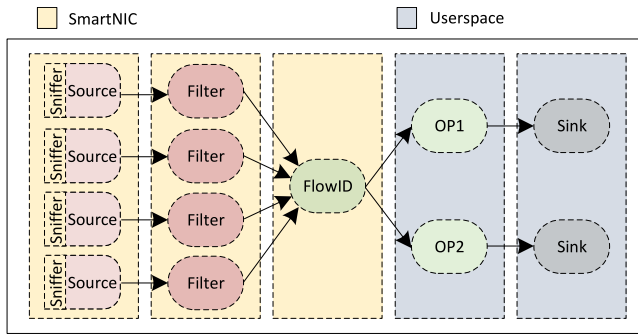 SmartNIC
Userspace
Sniffer
Source
Filter
Sniffer
Source
Filter
Sniffer
Source
Filter
Sniffer
Source
Filter
FlowID
OP1
Sink
OP2
Sink